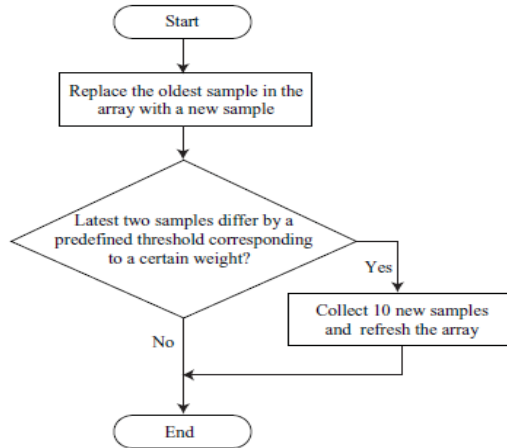 Start
Replace the oldest sample in the
array with a new sample
Latest two samples differ by a
predefined threshold corresponding
to a certain weight?
Yes
Collect 10 new samples
and refresh the array
No
End